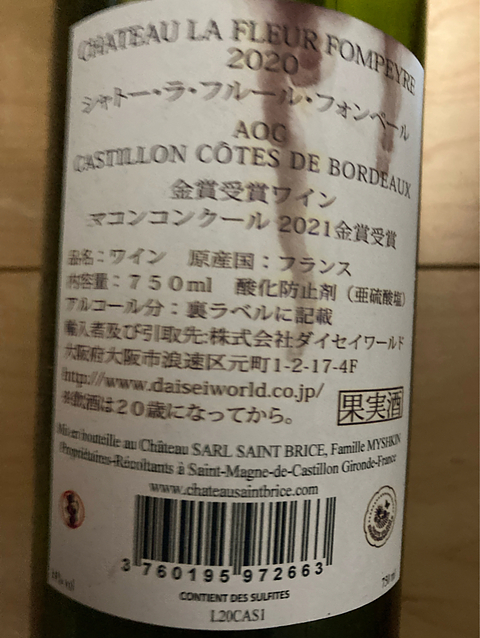 CHATEAU LA FLEUR FOMPEYRE
2020
シャトー・ラ・フルール・フォンペール
AOC
CASTILLON CÔTES DE BORDEAUX
金賞受賞ワイン
マコンコンクール 2021金賞受賞
品名：ワイン 原産国：フランス
内容量：７５０ml 酸化防止剤（亜硫酸塩）
アルコール分：裏ラベルに記載
輸入者及び引取先:株式会社ダイセイワールド
大阪府大阪市浪速区元町1-2-17-4F
http://www.daiseiworld.co.jp/
※飲酒は２０歳になってから。
果実酒
Mis en bouteille au Château SARL SAINT BRICE, Famille MYSHKIN
Propriétaires-Récoltants à Saint-Magne-de-Castillon Gironde-France
www.chateausaintbrice.com
3 760195 972663
CONTIENT DES SULFITES
750 ml
L20CAS1